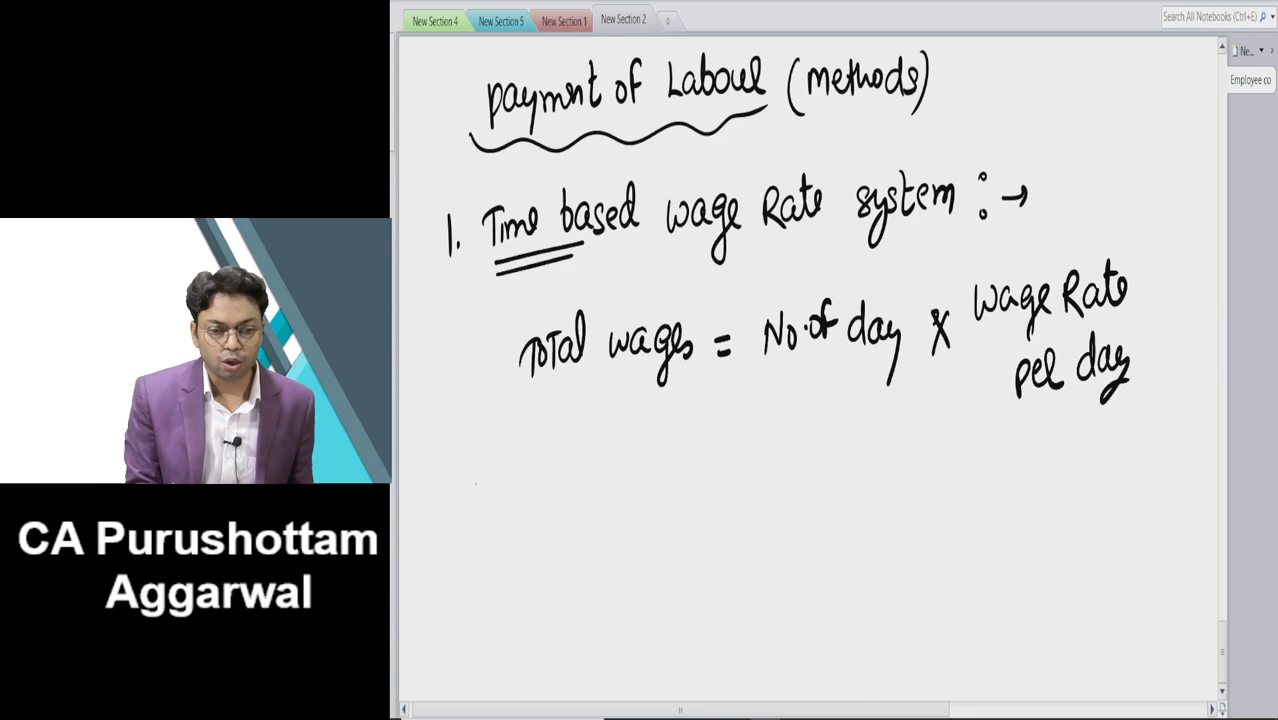 New Section 4
New Section 5
New Section 1
New Section 2
Search All Notebooks (Ctrl+E)
Ne...
Employee co
payment of Labour (methods)
1. Time based wage Rate system :→
Total wages = No. of day × wage Rate
per day
CA Purushottam
Aggarwal